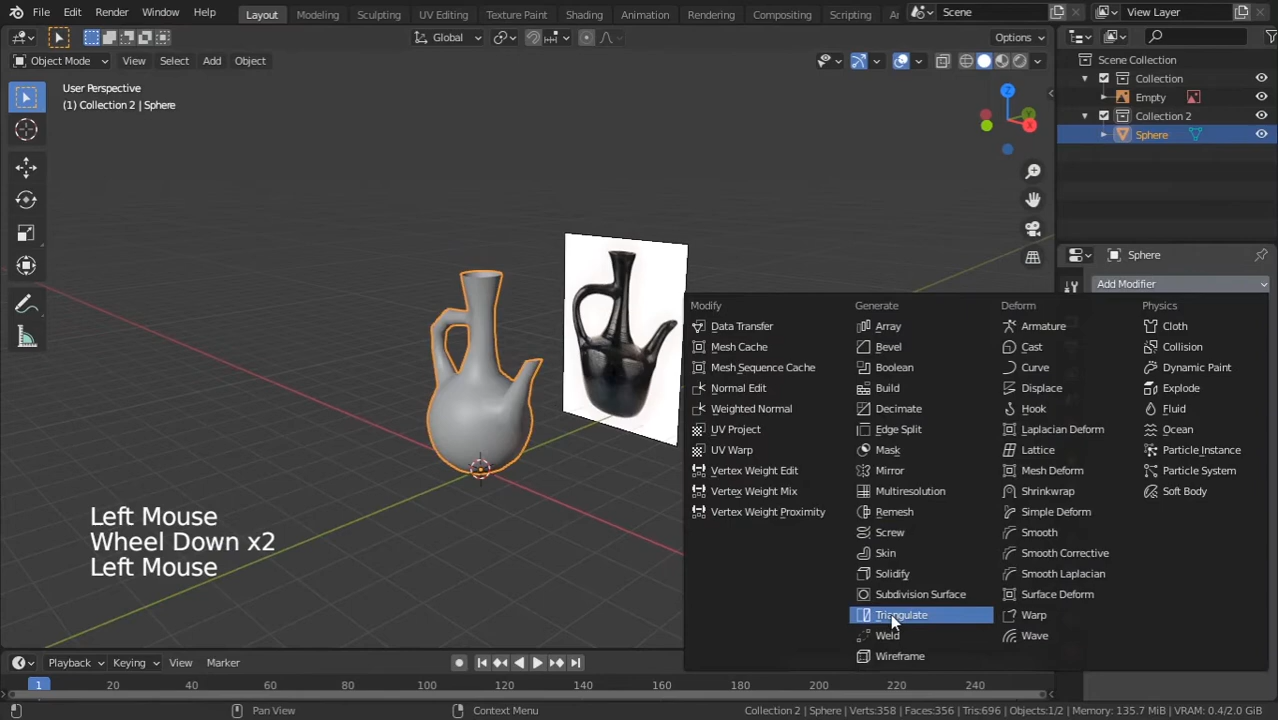 File Edit Render Window Help Layout Modeling Sculpting UV Editing Texture Paint Shading Animation Rendering Compositing Scripting Ar Scene View Layer
Global Options
Object Mode View Select Add Object
User Perspective
(1) Collection 2 | Sphere
Z
Y
X
Scene Collection
Collection
Empty
Collection 2
Sphere
Sphere
Add Modifier
Modify
Data Transfer
Mesh Cache
Mesh Sequence Cache
Normal Edit
Weighted Normal
UV Project
UV Warp
Vertex Weight Edit
Vertex Weight Mix
Vertex Weight Proximity
Generate
Array
Bevel
Boolean
Build
Decimate
Edge Split
Mask
Mirror
Multiresolution
Remesh
Screw
Skin
Solidify
Subdivision Surface
Triangulate
Weld
Wireframe
Deform
Armature
Cast
Curve
Displace
Hook
Laplacian Deform
Lattice
Mesh Deform
Shrinkwrap
Simple Deform
Smooth
Smooth Corrective
Smooth Laplacian
Surface Deform
Warp
Wave
Physics
Cloth
Collision
Dynamic Paint
Explode
Fluid
Ocean
Particle Instance
Particle System
Soft Body
Left Mouse
Wheel Down x2
Left Mouse
Playback Keying View Marker
1 20 40 60 80 100 120 140 160 180 200 220 240
Pan View Context Menu Collection 2 | Sphere | Verts:358 | Faces:356 | Tris:696 | Objects:1/2 | Memory: 135.7 MiB | VRAM: 0.4/2.0 GiB